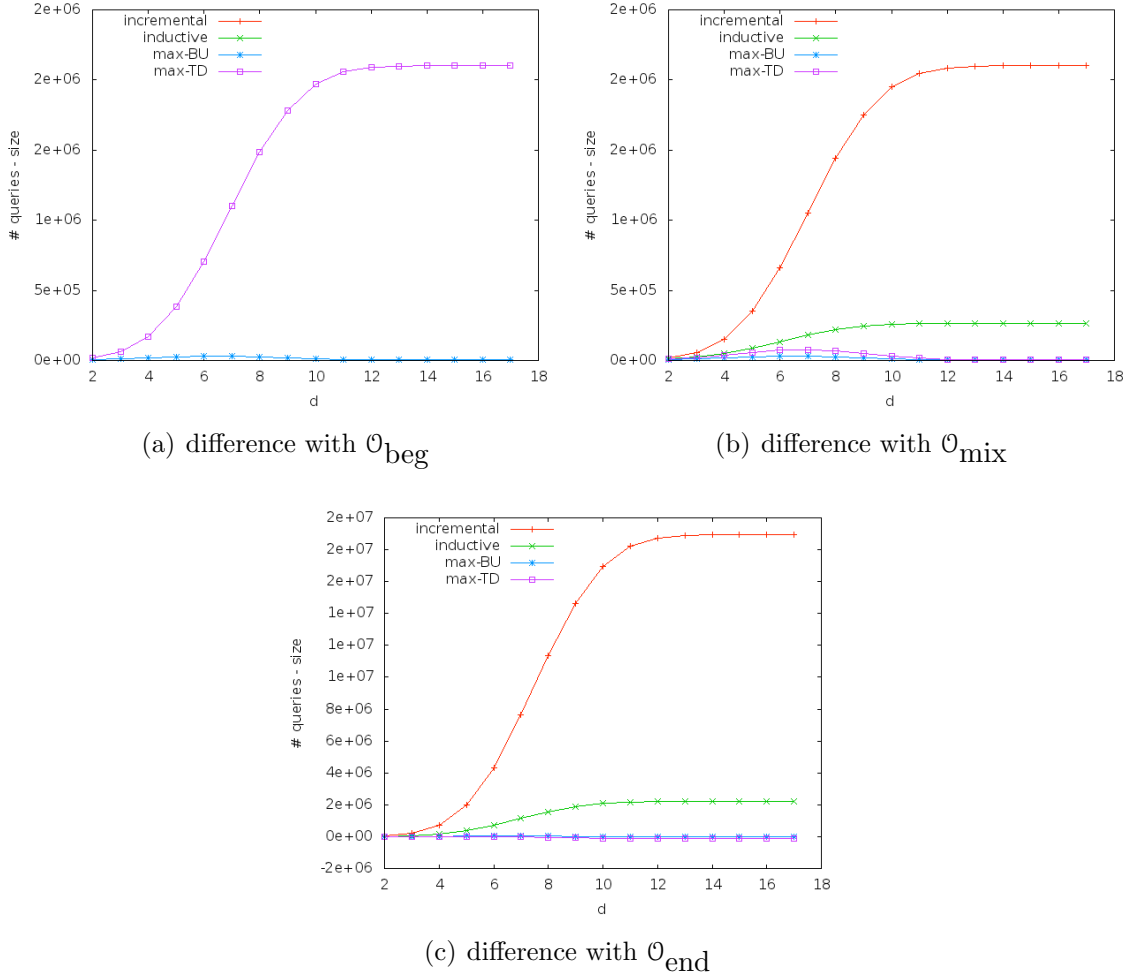 2e+06
2e+06
2e+06
1e+06
5e+05
0e+00
# queries - size
incremental
inductive
max-BU
max-TD
2 4 6 8 10 12 14 16 18
d
(a) difference with 𝒪beg
2e+06
2e+06
2e+06
1e+06
5e+05
0e+00
# queries - size
incremental
inductive
max-BU
max-TD
2 4 6 8 10 12 14 16 18
d
(b) difference with 𝒪mix
2e+07
2e+07
2e+07
1e+07
1e+07
1e+07
8e+06
6e+06
4e+06
2e+06
0e+00
-2e+06
# queries - size
incremental
inductive
max-BU
max-TD
2 4 6 8 10 12 14 16 18
d
(c) difference with 𝒪end